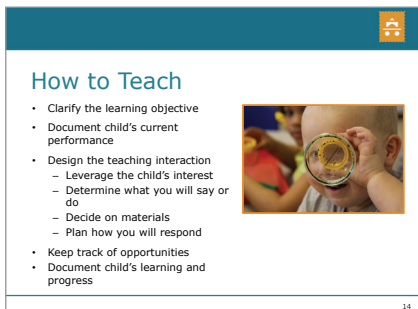 How to Teach
• Clarify the learning objective
• Document child's current
performance
• Design the teaching interaction
– Leverage the child's interest
– Determine what you will say or
do
– Decide on materials
– Plan how you will respond
• Keep track of opportunities
• Document child's learning and
progress
14